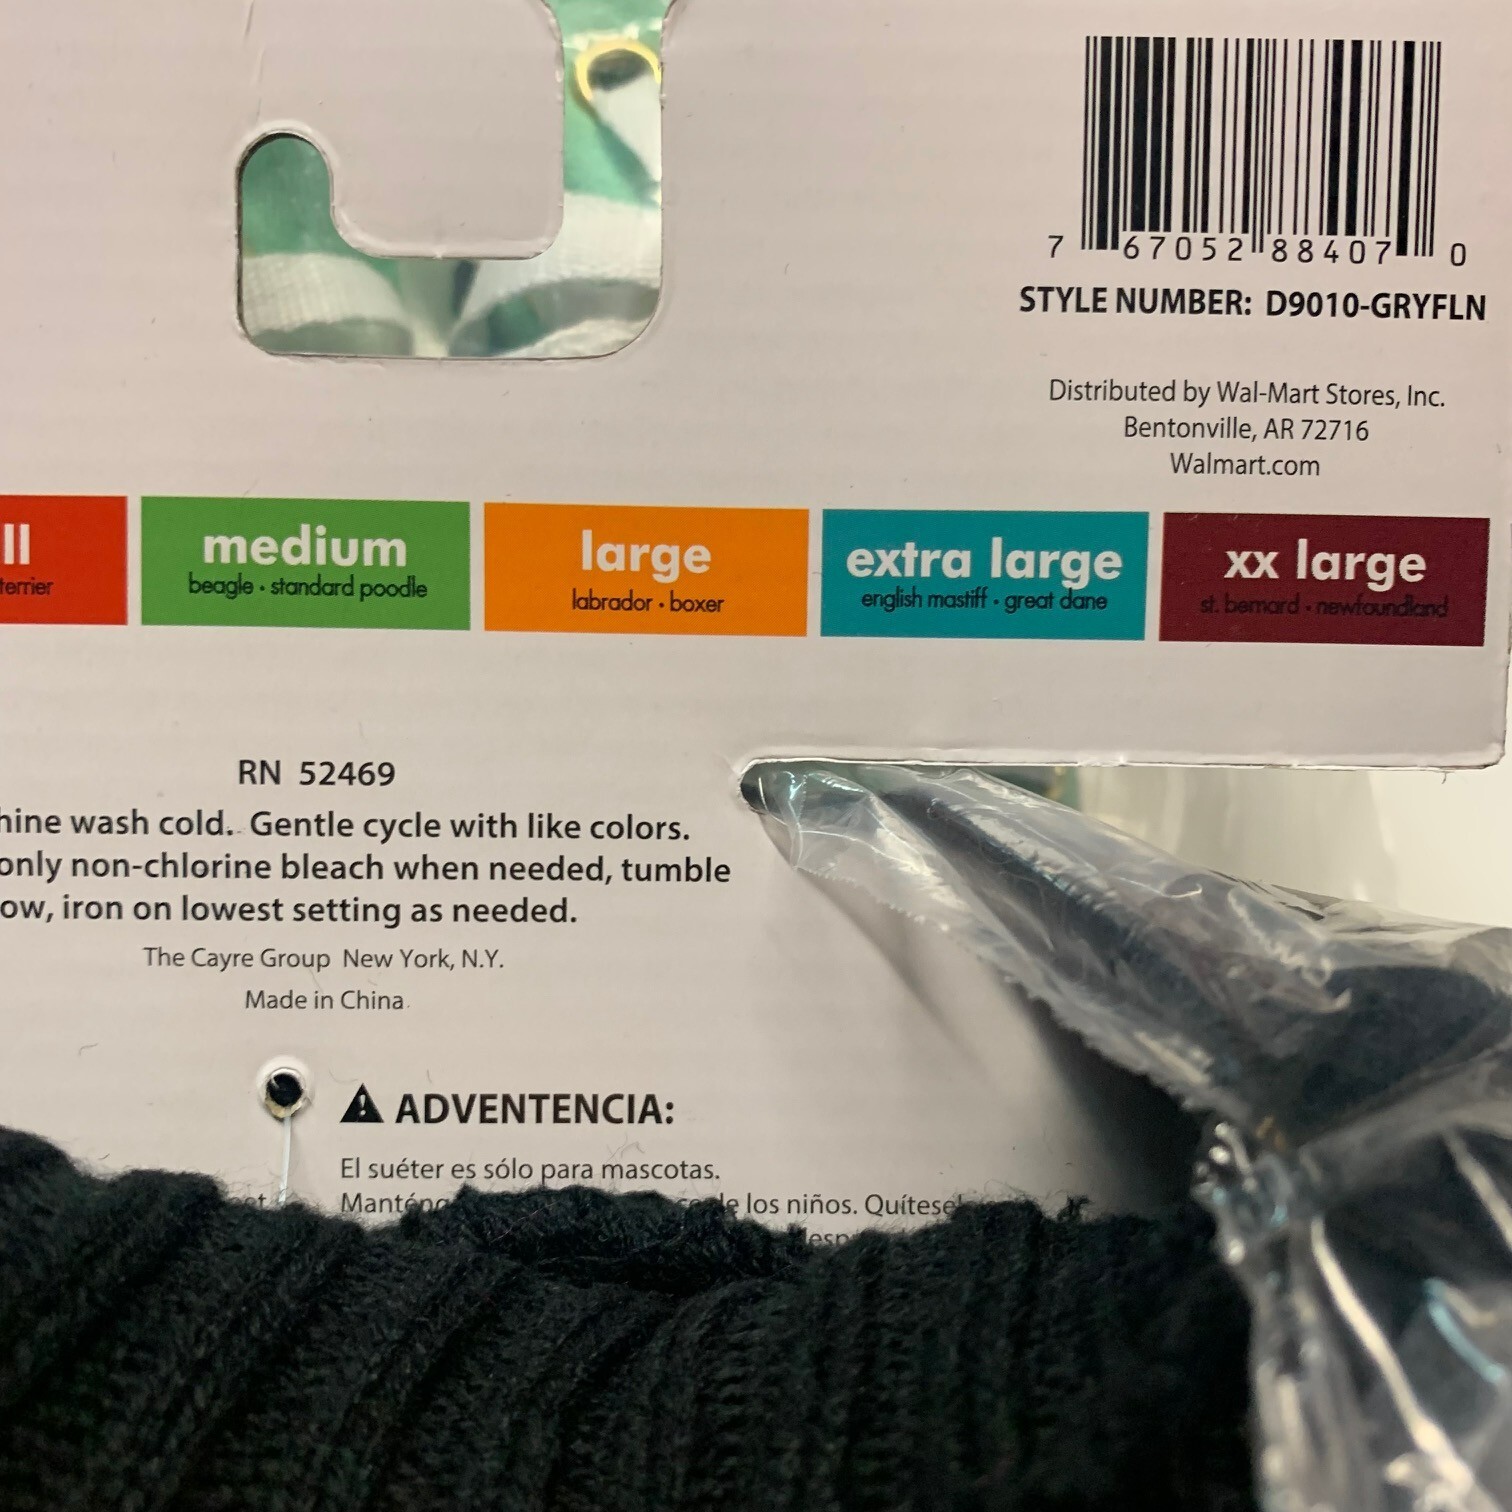 7 67052 88407 0
STYLE NUMBER: D9010-GRYFLN
Distributed by Wal-Mart Stores, Inc.
Bentonville, AR 72716
Walmart.com
ll
terrier
medium
beagle · standard poodle
large
labrador · boxer
extra large
english mastiff · great dane
xx large
st. bernard · newfoundland
RN 52469
hine wash cold. Gentle cycle with like colors.
only non-chlorine bleach when needed, tumble
ow, iron on lowest setting as needed.
The Cayre Group New York, N.Y.
Made in China
ADVENTENCIA:
El suéter es sólo para mascotas.
los niños. Quítesel